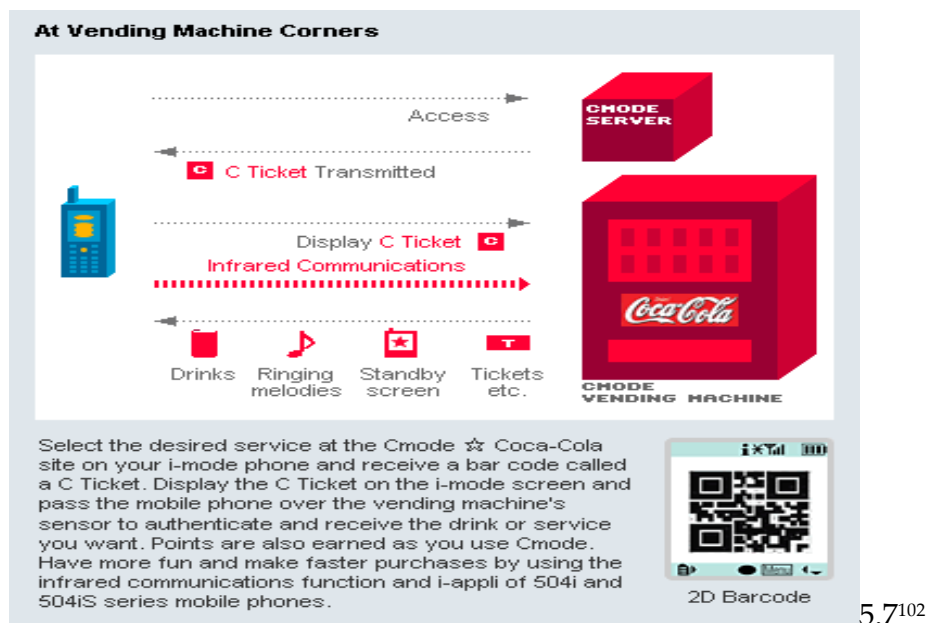 At Vending Machine Corners
Access
CMODE
SERVER
C C Ticket Transmitted
Display C Ticket C
Infrared Communications
Coca-Cola
T
Drinks Ringing melodies Standby screen Tickets etc.
CMODE
VENDING MACHINE
Select the desired service at the Cmode ☆ Coca-Cola
site on your i-mode phone and receive a bar code called
a C Ticket. Display the C Ticket on the i-mode screen and
pass the mobile phone over the vending machine's
sensor to authenticate and receive the drink or service
you want. Points are also earned as you use Cmode.
Have more fun and make faster purchases by using the
infrared communications function and i-appli of 504i and
504iS series mobile phones.
Menu
2D Barcode
5.7102